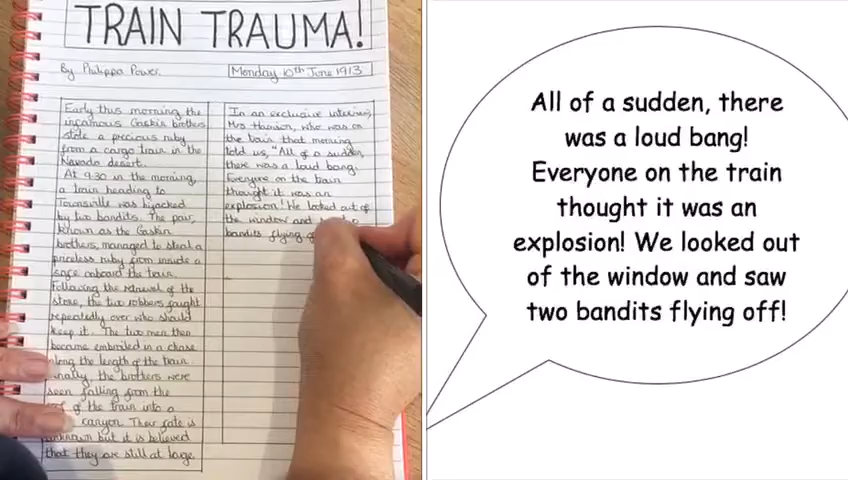 TRAIN TRAUMA!
By Philippa Power.
Monday 10th June 1913
Early this morning the
infamous Gaskin brothers
stole a precious ruby
from a cargo train in the
Navada desert.
At 9.30 in the morning,
a train heading to
Townsville was hijacked
by two bandits. The pair,
known as the Gaskin
brothers, managed to steal a
priceless ruby from inside a
safe onboard the train.
Following the removal of the
stone, the two robbers fought
repeatedly over who should
keep it. The two men then
became embroiled in a chase
along the length of the train.
the brothers were
seen falling from the
of the train into a
canyon. Their fate is
unknown but it is believed
that they are still at large
In an exclusive interview,
Mrs who was on
the train that morning
told us, "All of a sudden,
there was a loud bang.
Everyone on the train
thought it was an
explosion! We looked out of
the window and
bandits flying
All of a sudden, there
was a loud bang!
Everyone on the train
thought it was an
explosion! We looked out
of the window and saw
two bandits flying off!